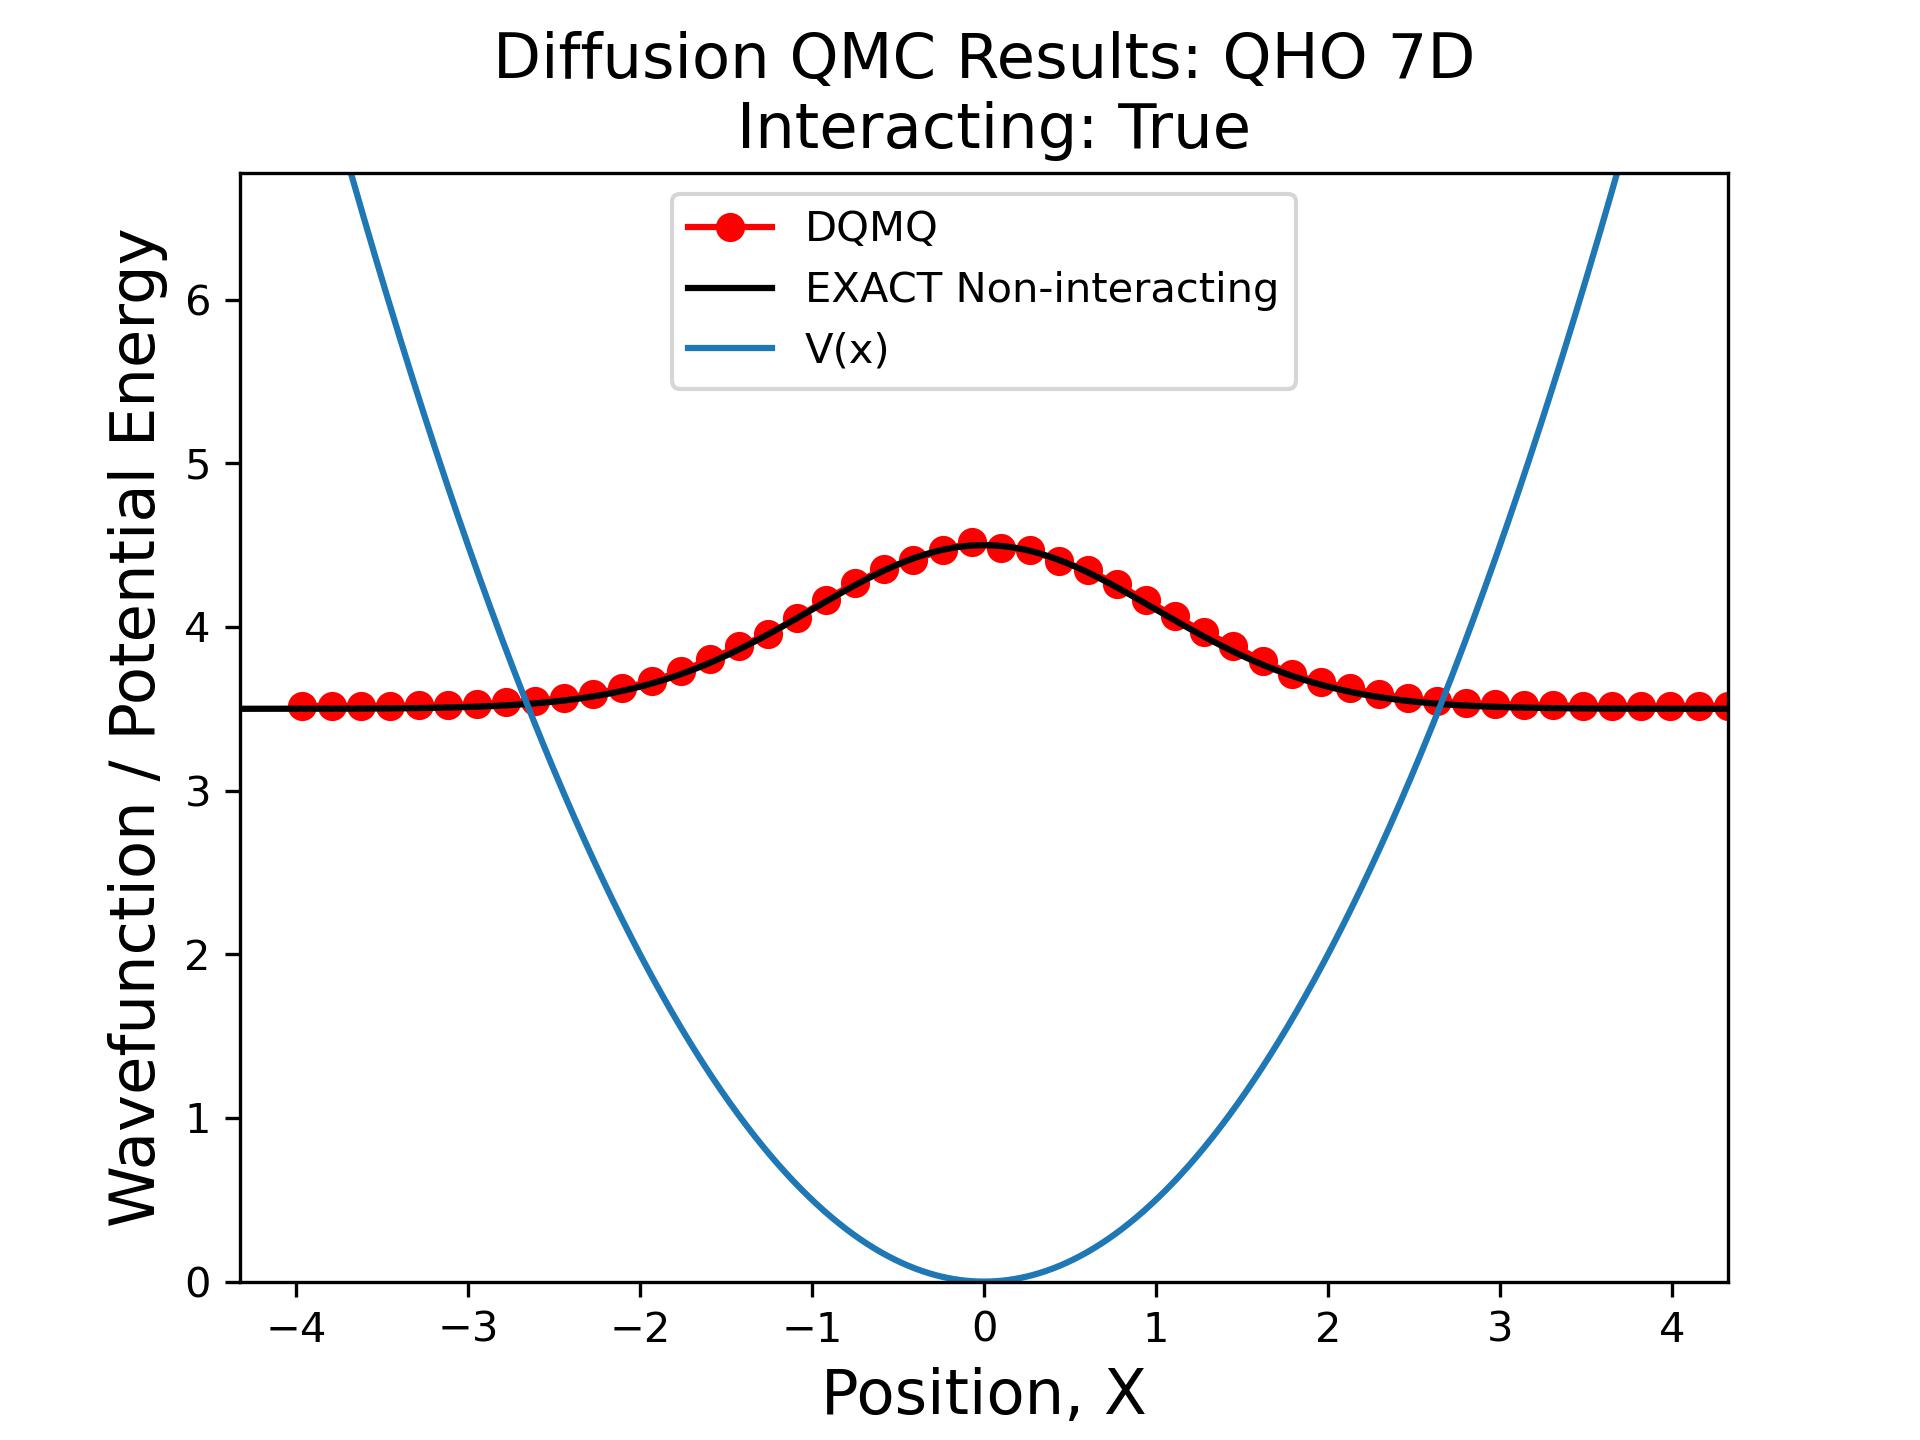 Diffusion QMC Results: QHO 7D
Interacting: True
DQMQ
EXACT Non-interacting
V(x)
Wavefunction / Potential Energy
6
5
4
3
2
1
0
−4
−3
−2
−1
0
1
2
3
4
Position, X